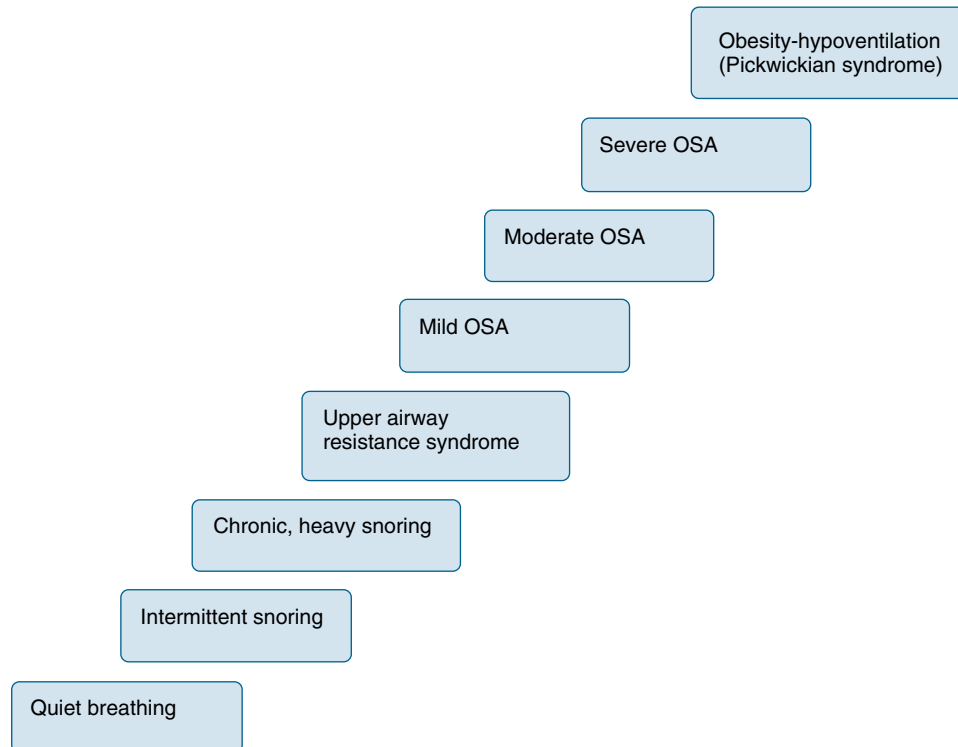 Obesity-hypoventilation
(Pickwickian syndrome)
Severe OSA
Moderate OSA
Mild OSA
Upper airway
resistance syndrome
Chronic, heavy snoring
Intermittent snoring
Quiet breathing